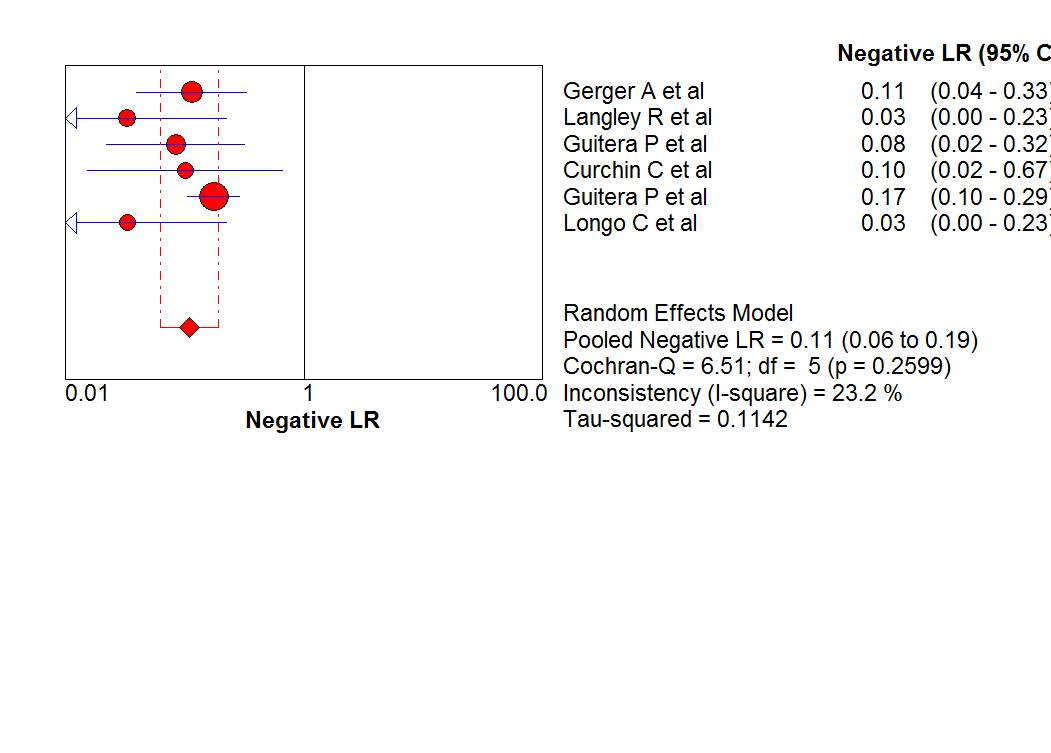 Negative LR (95% C
Gerger A et al 0.11 (0.04 - 0.33)
Langley R et al 0.03 (0.00 - 0.23)
Guitera P et al 0.08 (0.02 - 0.32)
Curchin C et al 0.10 (0.02 - 0.67)
Guitera P et al 0.17 (0.10 - 0.29)
Longo C et al 0.03 (0.00 - 0.23)
Random Effects Model
Pooled Negative LR = 0.11 (0.06 to 0.19)
Cochran-Q = 6.51; df = 5 (p = 0.2599)
Inconsistency (I-square) = 23.2 %
Tau-squared = 0.1142
0.01 1 100.0
Negative LR